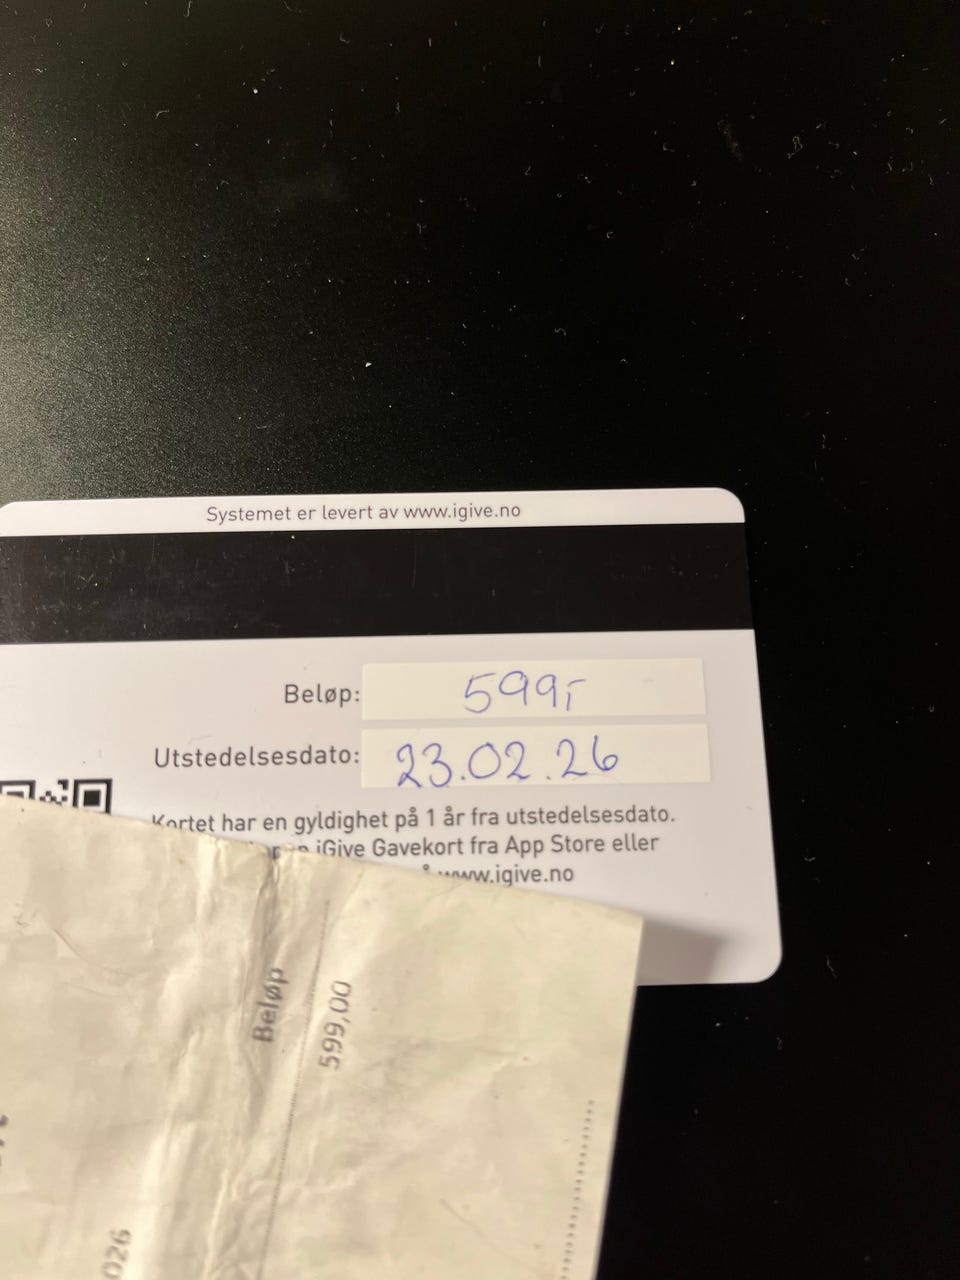 Systemet er levert av www.igive.no
Beløp: 599,-
Utstedelsesdato: 23.02.26
Kortet har en gyldighet på 1 år fra utstedelsesdato.
iGive Gavekort fra App Store eller
www.igive.no
Beløp
599,00
026